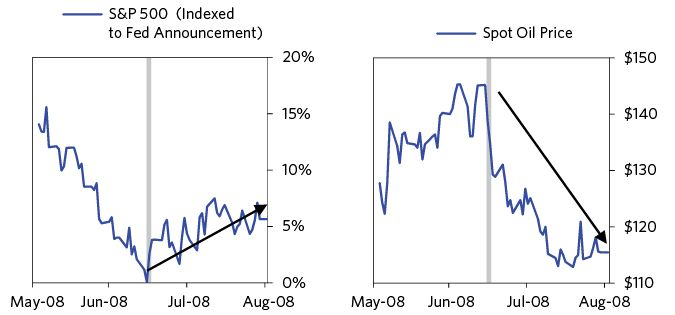 S&P 500 (Indexed
to Fed Announcement)
20%
15%
10%
5%
0%
May-08 Jun-08 Jul-08 Aug-08
Spot Oil Price
$150
$140
$130
$120
$110
May-08 Jun-08 Jul-08 Aug-08